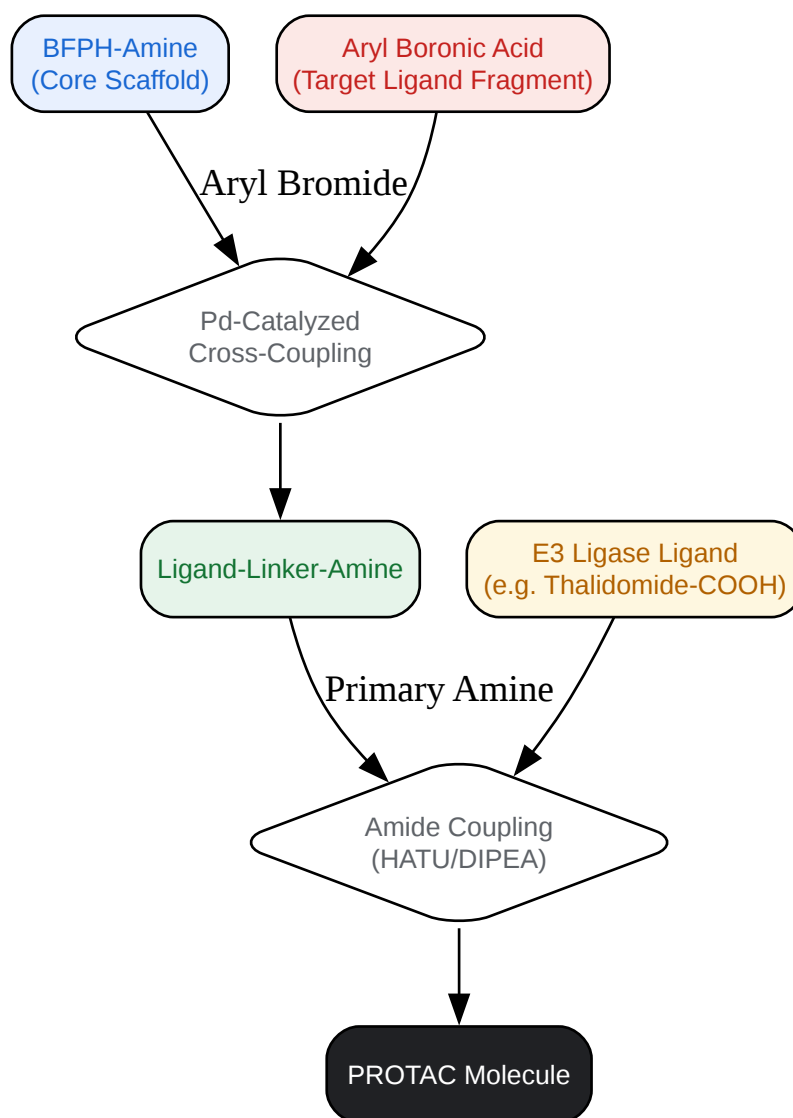 BFPH-Amine
(Core Scaffold)
Aryl Boronic Acid
(Target Ligand Fragment)
Aryl Bromide
Pd-Catalyzed
Cross-Coupling
Ligand-Linker-Amine
E3 Ligase Ligand
(e.g. Thalidomide-COOH)
Primary Amine
Amide Coupling
(HATU/DIPEA)
PROTAC Molecule